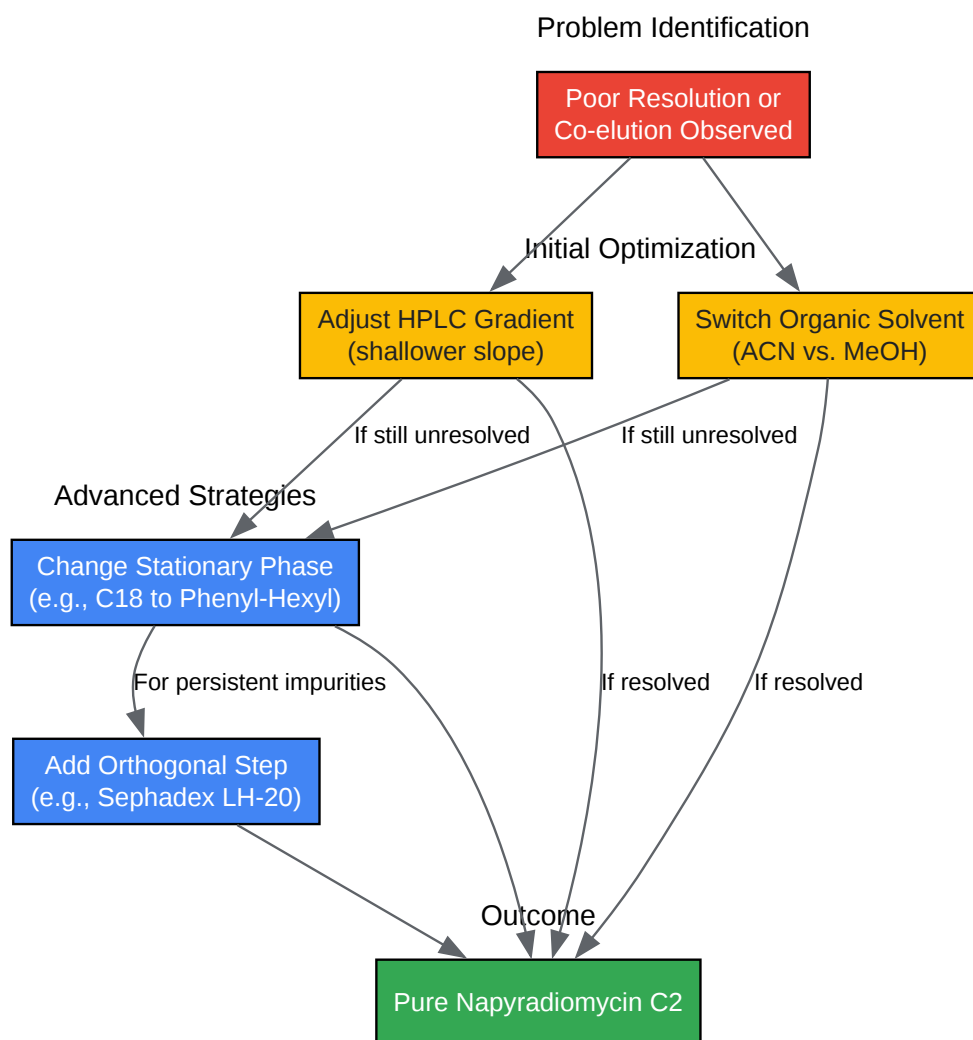 Problem Identification
Poor Resolution or
Co-elution Observed
Initial Optimization
Adjust HPLC Gradient
(shallower slope)
Switch Organic Solvent
(ACN vs. MeOH)
If still unresolved
If still unresolved
Advanced Strategies
Change Stationary Phase
(e.g., C18 to Phenyl-Hexyl)
For persistent impurities
If resolved
If resolved
Add Orthogonal Step
(e.g., Sephadex LH-20)
Outcome
Pure Napyradiomycin C2